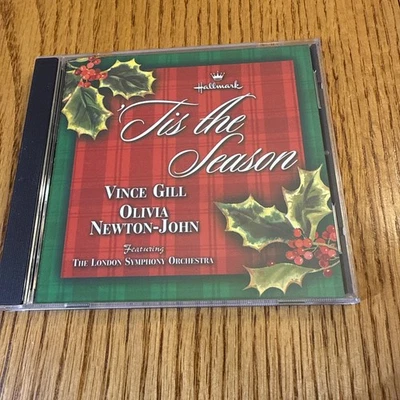 Hallmark
'Tis the
Season
VINCE GILL
OLIVIA
NEWTON-JOHN
Featuring
THE LONDON SYMPHONY ORCHESTRA